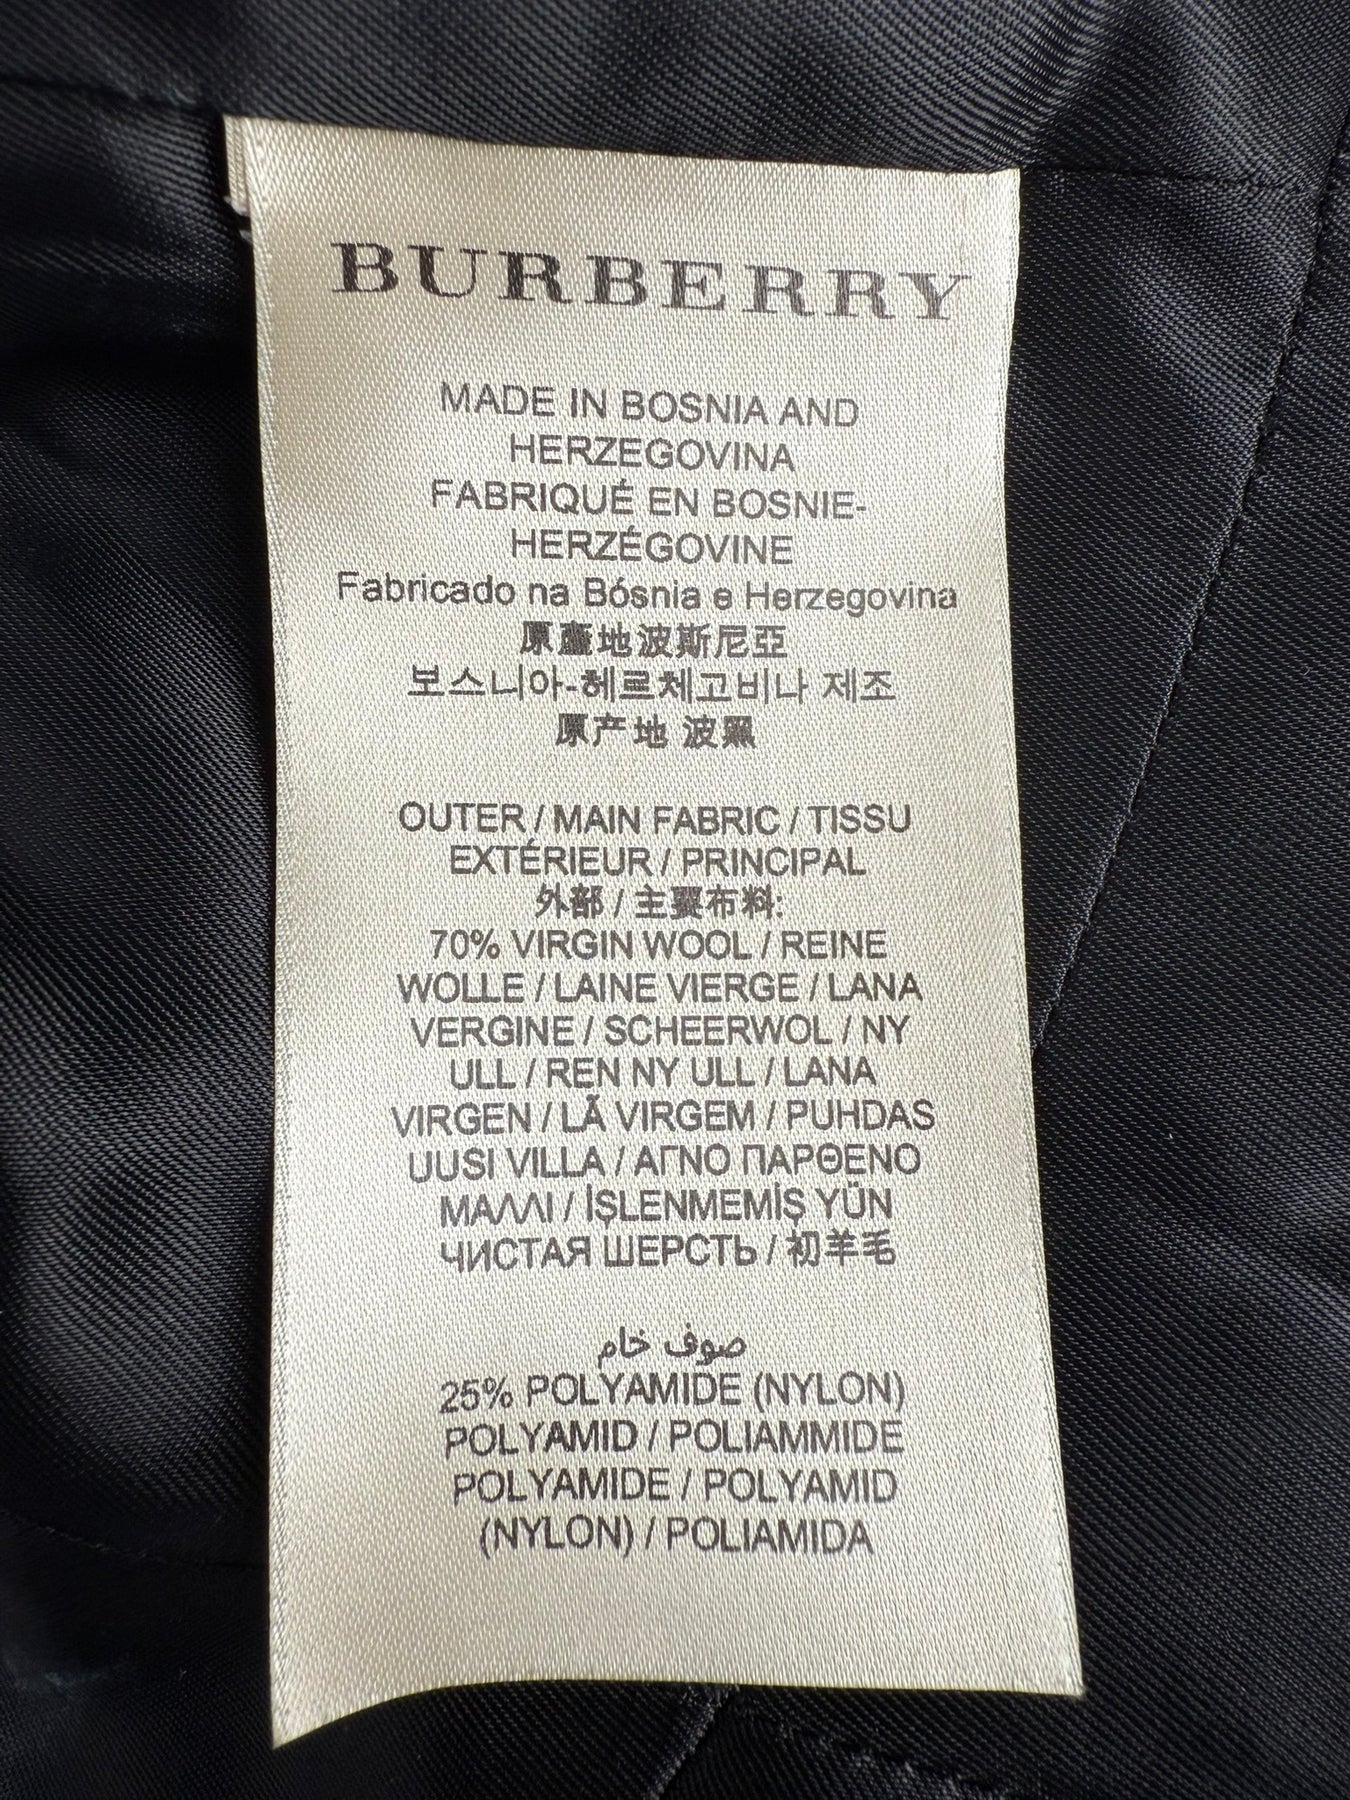 BURBERRY
MADE IN BOSNIA AND
HERZEGOVINA
FABRIQUÉ EN BOSNIE-
HERZÉGOVINE
Fabricado na Bósnia e Herzegovina
原產地波斯尼亞
보스니아-헤르체고비나 제조
原产地 波黑
OUTER / MAIN FABRIC / TISSU
EXTÉRIEUR / PRINCIPAL
外部 / 主要布料:
70% VIRGIN WOOL / REINE
WOLLE / LAINE VIERGE / LANA
VERGINE / SCHEERWOL / NY
ULL / REN NY ULL / LANA
VIRGEN / LÃ VIRGEM / PUHDAS
UUSI VILLA / ΑΓΝΟ ΠΑΡΘΕΝΟ
ΜΑΛΛΙ / İŞLENMEMİŞ YÜN
ЧИСТАЯ ШЕРСТЬ / 初羊毛
صوف خام
25% POLYAMIDE (NYLON)
POLYAMID / POLIAMMIDE
POLYAMIDE / POLYAMID
(NYLON) / POLIAMIDA